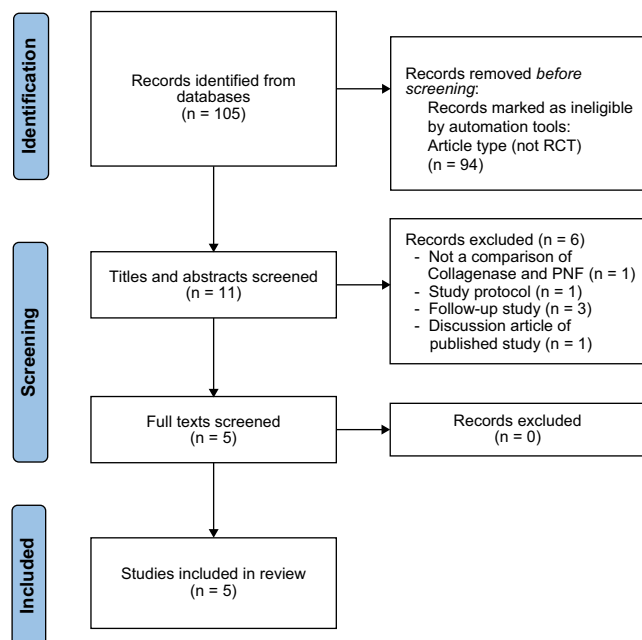 Identification
Records identified from
databases
(n = 105)
Records removed before
screening:
Records marked as ineligible
by automation tools:
Article type (not RCT)
(n = 94)
Screening
Titles and abstracts screened
(n = 11)
Records excluded (n = 6)
- Not a comparison of
Collagenase and PNF (n = 1)
- Study protocol (n = 1)
- Follow-up study (n = 3)
- Discussion article of
published study (n = 1)
Full texts screened
(n = 5)
Records excluded
(n = 0)
Included
Studies included in review
(n = 5)